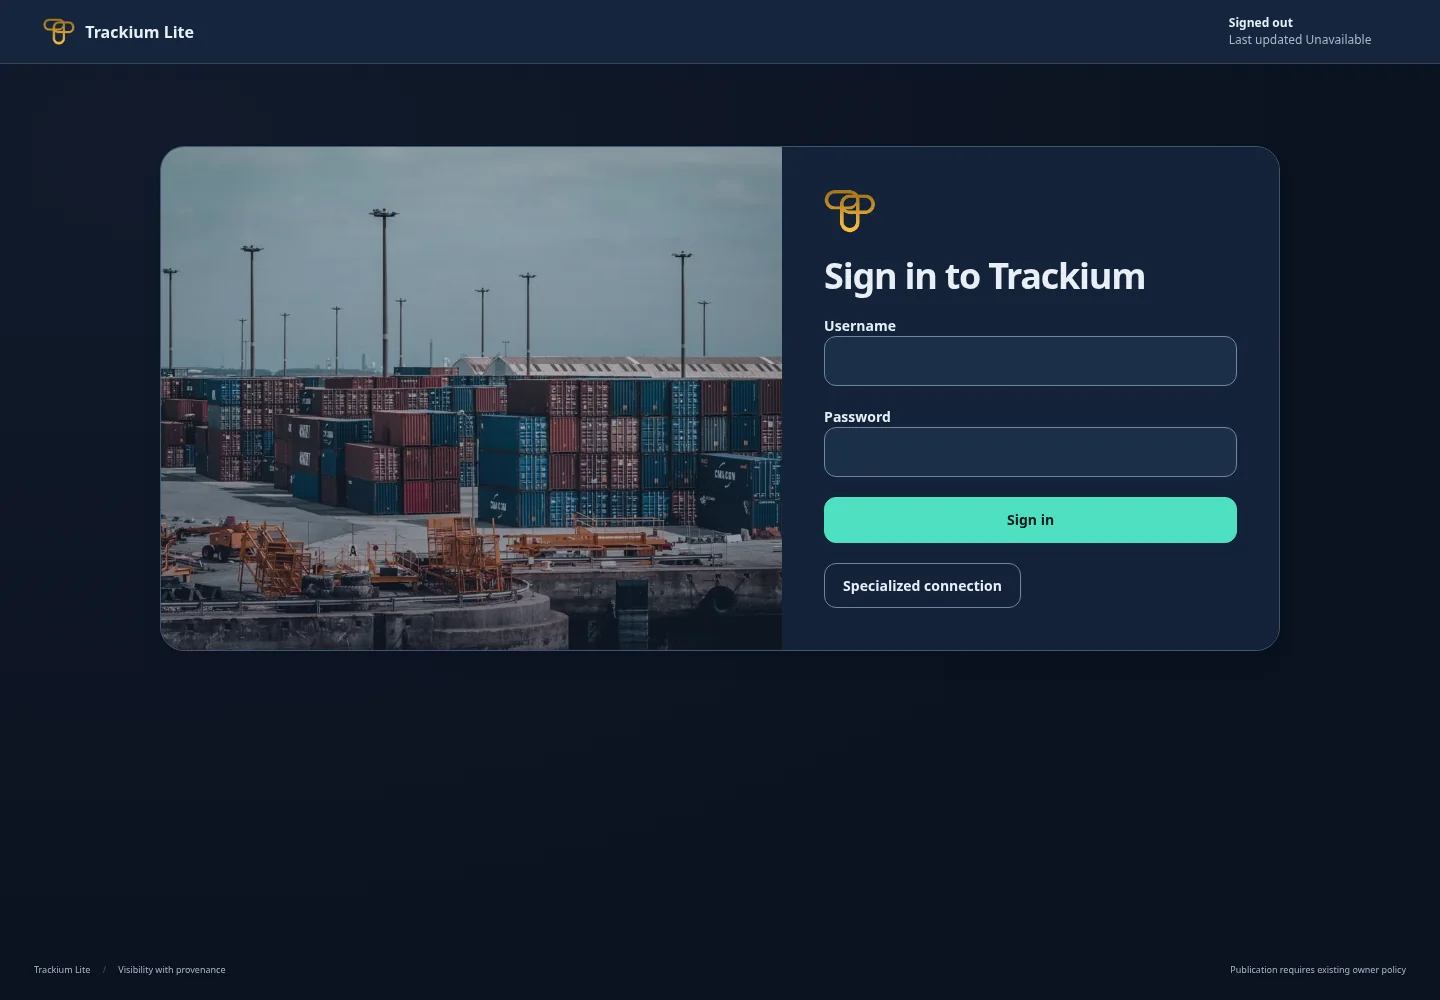 Trackium Lite
Signed out
Last updated Unavailable
Sign in to Trackium
Username
Password
Sign in
Specialized connection
A
Trackium Lite / Visibility with provenance
Publication requires existing owner policy